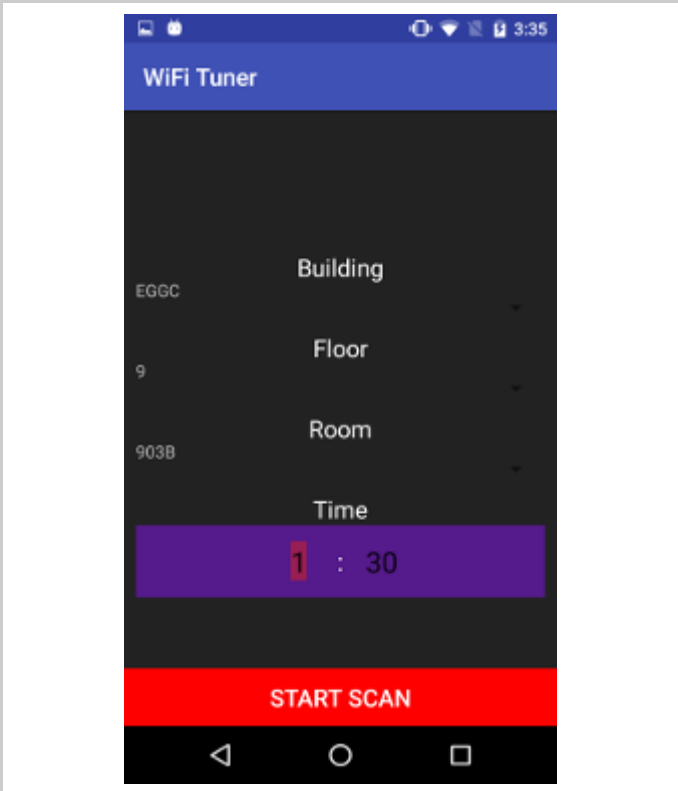 3:35
WiFi Tuner
Building
EGGC
Floor
9
Room
903B
Time
1 : 30
START SCAN